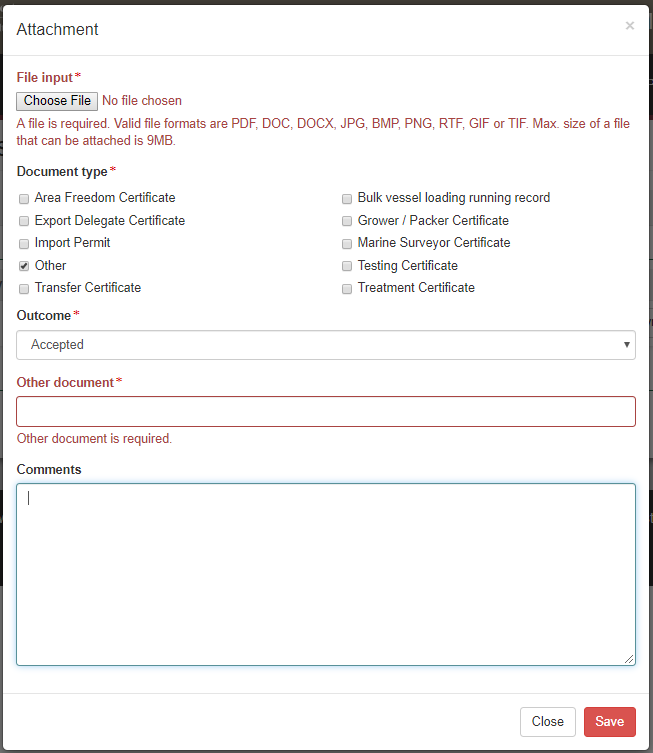 Attachment ×
File input*
Choose File No file chosen
A file is required. Valid file formats are PDF, DOC, DOCX, JPG, BMP, PNG, RTF, GIF or TIF. Max. size of a file
that can be attached is 9MB.
Document type*
Area Freedom Certificate Bulk vessel loading running record
Export Delegate Certificate Grower / Packer Certificate
Import Permit Marine Surveyor Certificate
Other Testing Certificate
Transfer Certificate Treatment Certificate
Outcome*
Accepted
Other document*
Other document is required.
Comments
Close Save